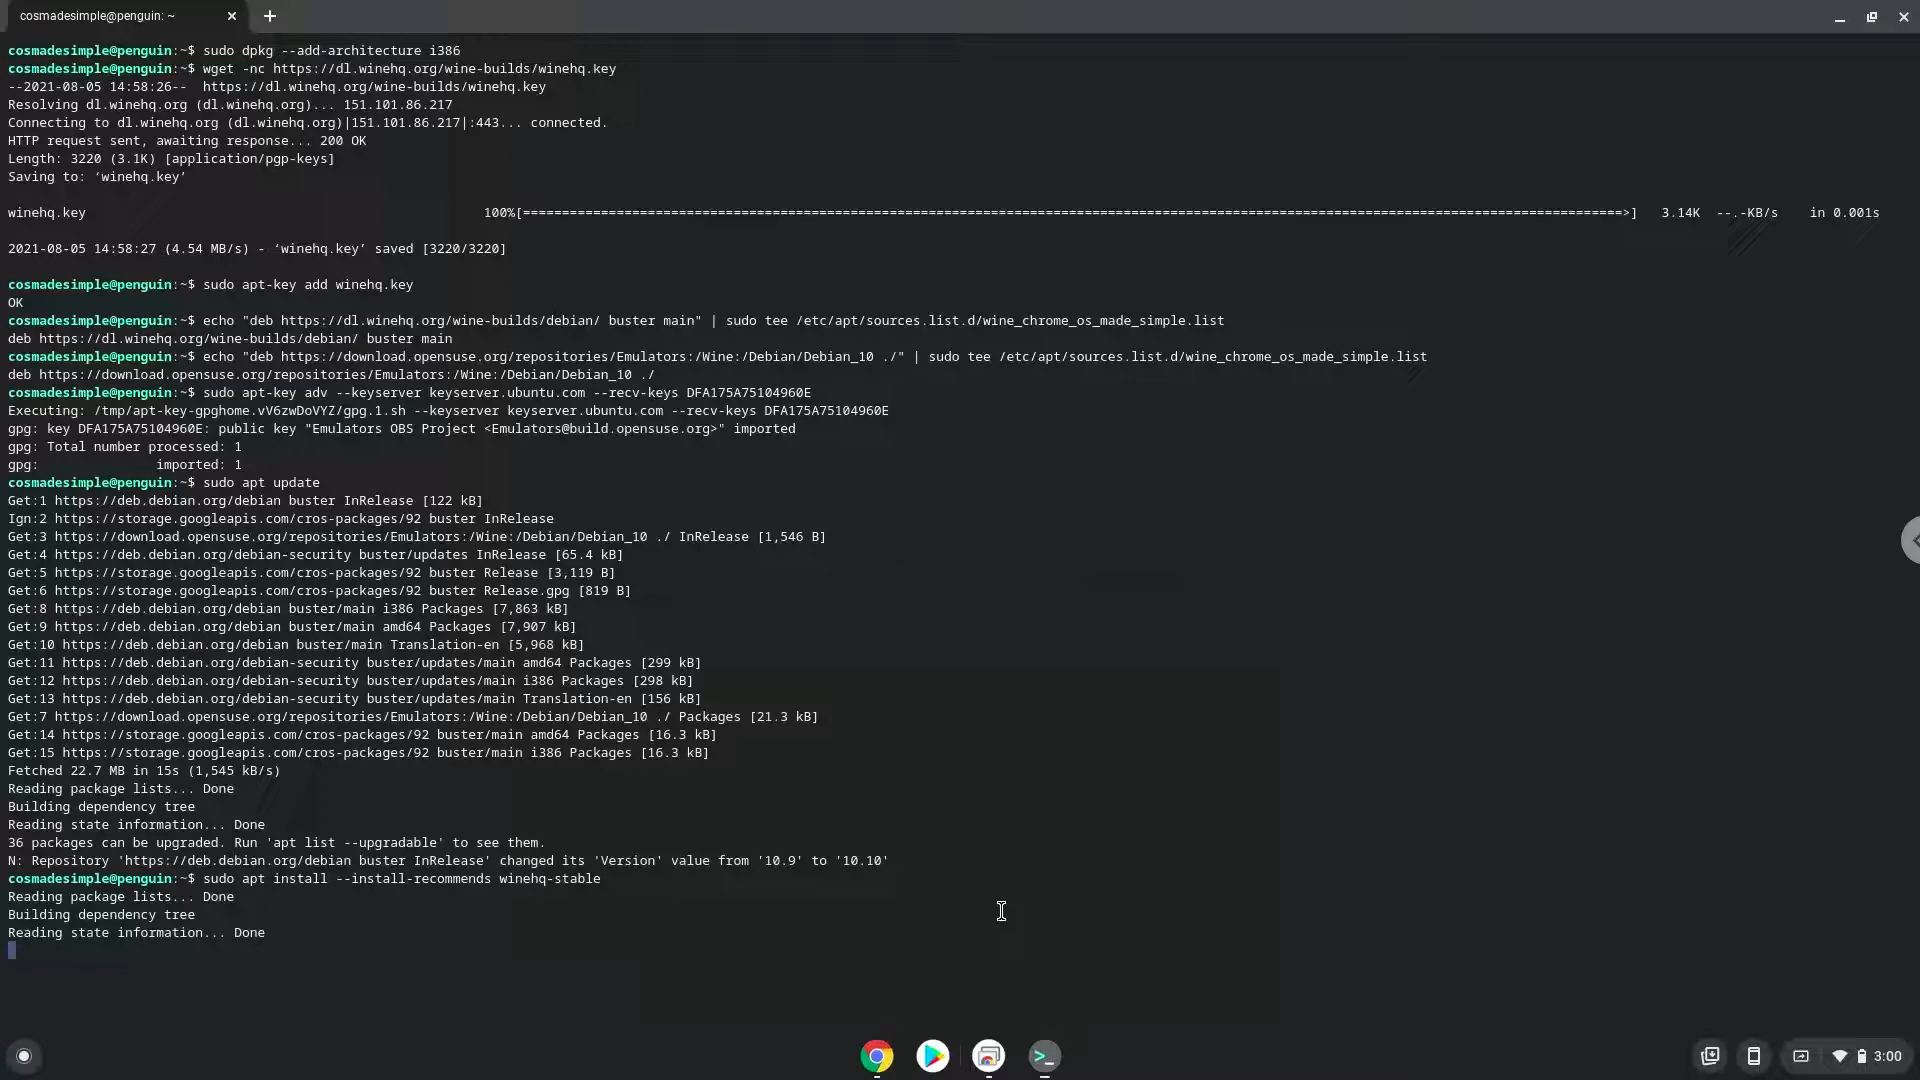 cosmadesimple@penguin: ~
cosmadesimple@penguin:~$ sudo dpkg --add-architecture i386
cosmadesimple@penguin:~$ wget -nc https://dl.winehq.org/wine-builds/winehq.key
--2021-08-05 14:58:26--  https://dl.winehq.org/wine-builds/winehq.key
Resolving dl.winehq.org (dl.winehq.org)... 151.101.86.217
Connecting to dl.winehq.org (dl.winehq.org)|151.101.86.217|:443... connected.
HTTP request sent, awaiting response... 200 OK
Length: 3220 (3.1K) [application/pgp-keys]
Saving to: ‘winehq.key’
winehq.key 100%[=============================================================================================================================================>] 3.14K --.-KB/s in 0.001s
2021-08-05 14:58:27 (4.54 MB/s) - ‘winehq.key’ saved [3220/3220]
cosmadesimple@penguin:~$ sudo apt-key add winehq.key
OK
cosmadesimple@penguin:~$ echo "deb https://dl.winehq.org/wine-builds/debian/ buster main" | sudo tee /etc/apt/sources.list.d/wine_chrome_os_made_simple.list
deb https://dl.winehq.org/wine-builds/debian/ buster main
cosmadesimple@penguin:~$ echo "deb https://download.opensuse.org/repositories/Emulators:/Wine:/Debian/Debian_10 ./" | sudo tee /etc/apt/sources.list.d/wine_chrome_os_made_simple.list
deb https://download.opensuse.org/repositories/Emulators:/Wine:/Debian/Debian_10 ./
cosmadesimple@penguin:~$ sudo apt-key adv --keyserver keyserver.ubuntu.com --recv-keys DFA175A75104960E
Executing: /tmp/apt-key-gpghome.vV6zwDoVYZ/gpg.1.sh --keyserver keyserver.ubuntu.com --recv-keys DFA175A75104960E
gpg: key DFA175A75104960E: public key "Emulators OBS Project <Emulators@build.opensuse.org>" imported
gpg: Total number processed: 1
gpg:               imported: 1
cosmadesimple@penguin:~$ sudo apt update
Get:1 https://deb.debian.org/debian buster InRelease [122 kB]
Ign:2 https://storage.googleapis.com/cros-packages/92 buster InRelease
Get:3 https://download.opensuse.org/repositories/Emulators:/Wine:/Debian/Debian_10 ./ InRelease [1,546 B]
Get:4 https://deb.debian.org/debian-security buster/updates InRelease [65.4 kB]
Get:5 https://storage.googleapis.com/cros-packages/92 buster Release [3,119 B]
Get:6 https://storage.googleapis.com/cros-packages/92 buster Release.gpg [819 B]
Get:8 https://deb.debian.org/debian buster/main i386 Packages [7,863 kB]
Get:9 https://deb.debian.org/debian buster/main amd64 Packages [7,907 kB]
Get:10 https://deb.debian.org/debian buster/main Translation-en [5,968 kB]
Get:11 https://deb.debian.org/debian-security buster/updates/main amd64 Packages [299 kB]
Get:12 https://deb.debian.org/debian-security buster/updates/main i386 Packages [298 kB]
Get:13 https://deb.debian.org/debian-security buster/updates/main Translation-en [156 kB]
Get:7 https://download.opensuse.org/repositories/Emulators:/Wine:/Debian/Debian_10 ./ Packages [21.3 kB]
Get:14 https://storage.googleapis.com/cros-packages/92 buster/main amd64 Packages [16.3 kB]
Get:15 https://storage.googleapis.com/cros-packages/92 buster/main i386 Packages [16.3 kB]
Fetched 22.7 MB in 15s (1,545 kB/s)
Reading package lists... Done
Building dependency tree
Reading state information... Done
36 packages can be upgraded. Run 'apt list --upgradable' to see them.
N: Repository 'https://deb.debian.org/debian buster InRelease' changed its 'Version' value from '10.9' to '10.10'
cosmadesimple@penguin:~$ sudo apt install --install-recommends winehq-stable
Reading package lists... Done
Building dependency tree
Reading state information... Done
3:00